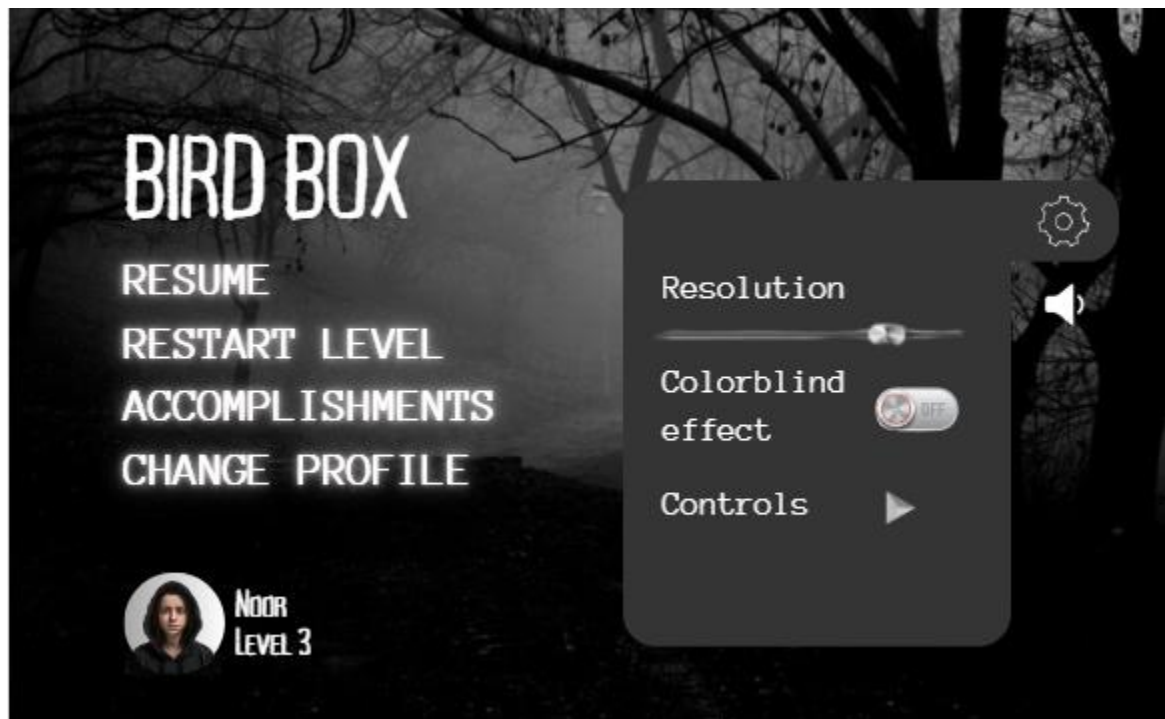 BIRD BOX
RESUME
RESTART LEVEL
ACCOMPLISHMENTS
CHANGE PROFILE
NOOR
LEVEL 3
Resolution
Colorblind
effect
OFF
Controls